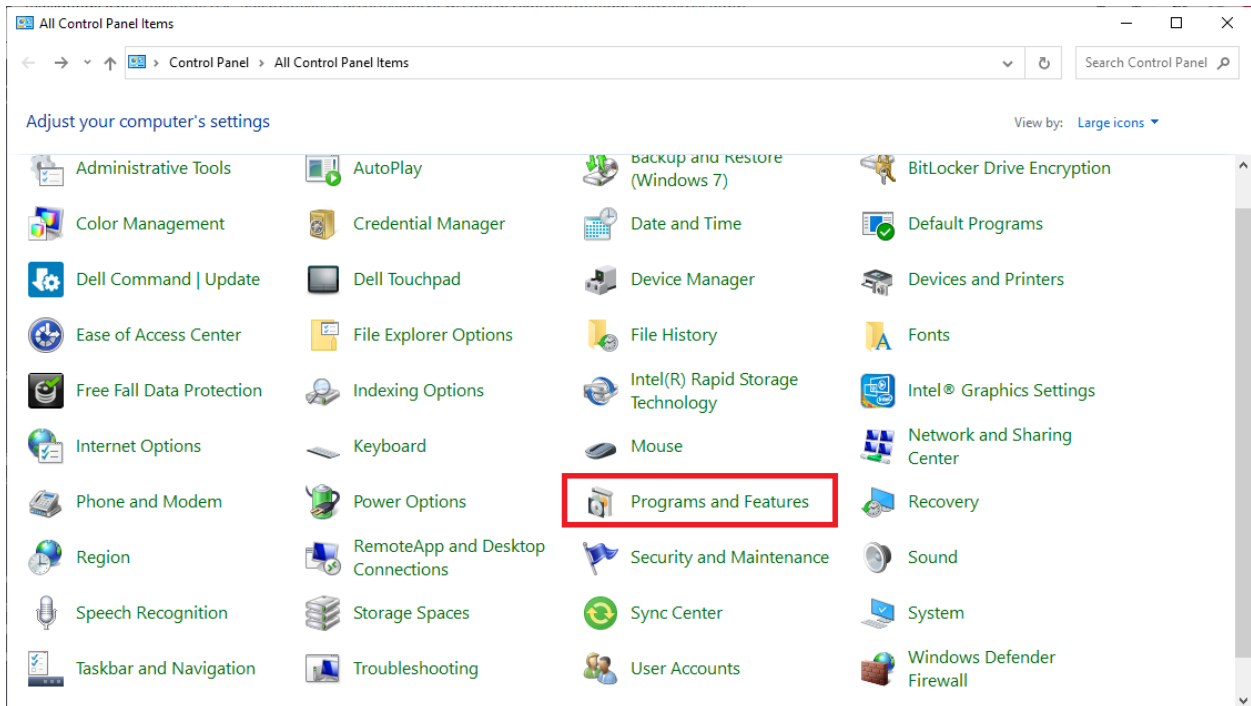 All Control Panel Items
Control Panel > All Control Panel Items
Search Control Panel
Adjust your computer's settings
View by: Large icons
Administrative Tools
AutoPlay
Backup and Restore
(Windows 7)
BitLocker Drive Encryption
Color Management
Credential Manager
Date and Time
Default Programs
Dell Command | Update
Dell Touchpad
Device Manager
Devices and Printers
Ease of Access Center
File Explorer Options
File History
Fonts
Free Fall Data Protection
Indexing Options
Intel(R) Rapid Storage
Technology
Intel® Graphics Settings
Internet Options
Keyboard
Mouse
Network and Sharing
Center
Phone and Modem
Power Options
Programs and Features
Recovery
Region
RemoteApp and Desktop
Connections
Security and Maintenance
Sound
Speech Recognition
Storage Spaces
Sync Center
System
Taskbar and Navigation
Troubleshooting
User Accounts
Windows Defender
Firewall